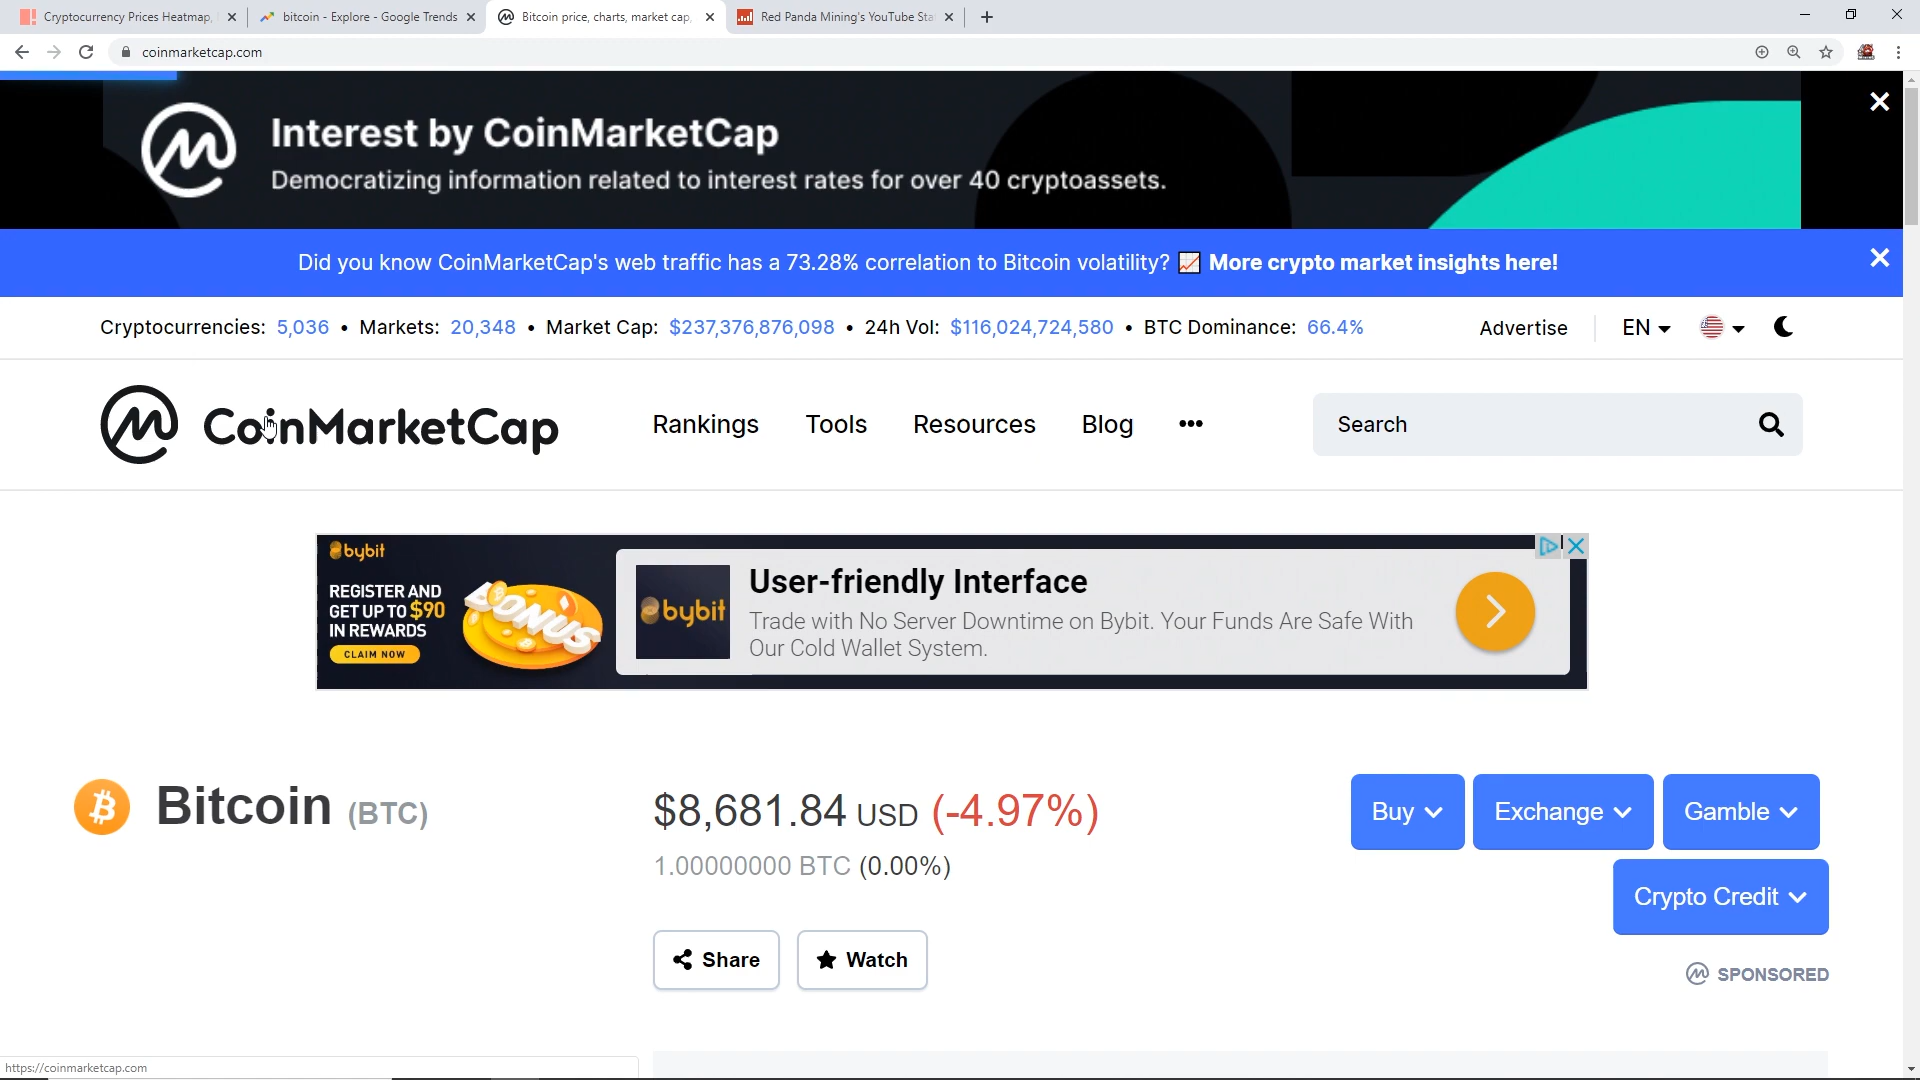 Cryptocurrency Prices Heatmap,
bitcoin - Explore - Google Trends
Bitcoin price, charts, market cap,
Red Panda Mining's YouTube Sta
coinmarketcap.com
Interest by CoinMarketCap
Democratizing information related to interest rates for over 40 cryptoassets.
Did you know CoinMarketCap's web traffic has a 73.28% correlation to Bitcoin volatility? 📈 More crypto market insights here!
Cryptocurrencies: 5,036 • Markets: 20,348 • Market Cap: $237,376,876,098 • 24h Vol: $116,024,724,580 • BTC Dominance: 66.4%
Advertise
EN
CoinMarketCap
Rankings
Tools
Resources
Blog
•••
Search
bybit
REGISTER AND
GET UP TO $90
IN REWARDS
CLAIM NOW
BONUS
bybit
User-friendly Interface
Trade with No Server Downtime on Bybit. Your Funds Are Safe With
Our Cold Wallet System.
Bitcoin (BTC)
$8,681.84 USD (-4.97%)
1.00000000 BTC (0.00%)
Buy
Exchange
Gamble
Crypto Credit
Share
Watch
SPONSORED
https://coinmarketcap.com